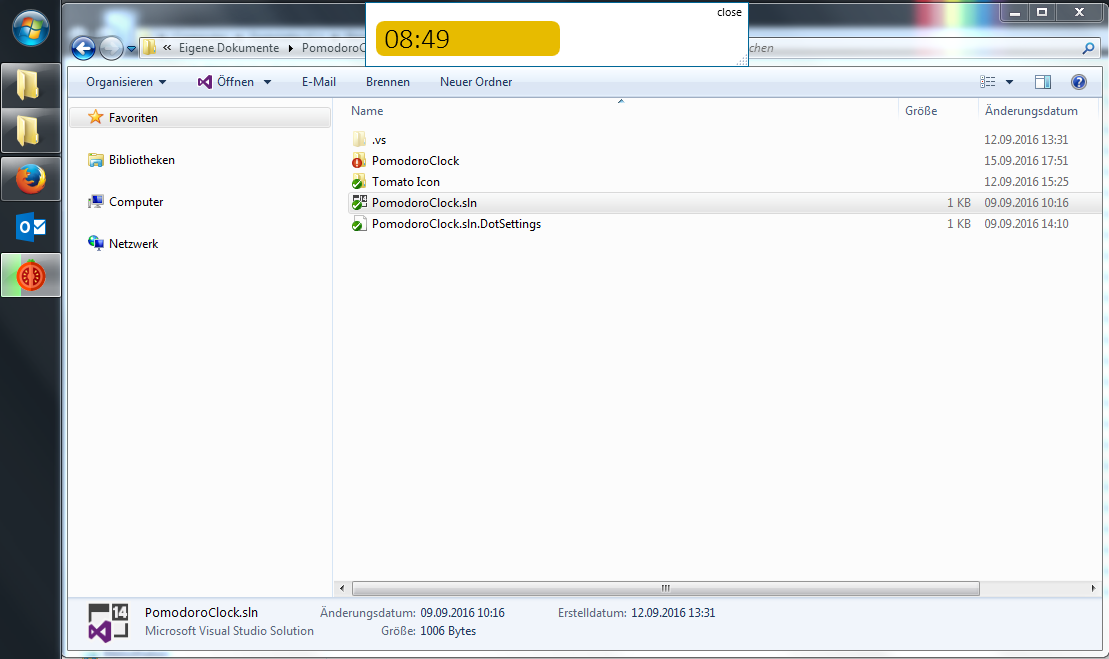 close
08:49
« Eigene Dokumente
Organisieren Öffnen E-Mail Brennen Neuer Ordner
Favoriten
Bibliotheken
Computer
Netzwerk
Name Größe Änderungsdatum
.vs 12.09.2016 13:31
PomodoroClock 15.09.2016 17:51
Tomato Icon 12.09.2016 15:25
PomodoroClock.sln 1 KB 09.09.2016 10:16
PomodoroClock.sln.DotSettings 1 KB 09.09.2016 14:10
14
PomodoroClock.sln Änderungsdatum: 09.09.2016 10:16 Erstelldatum: 12.09.2016 13:31
Microsoft Visual Studio Solution Größe: 1006 Bytes